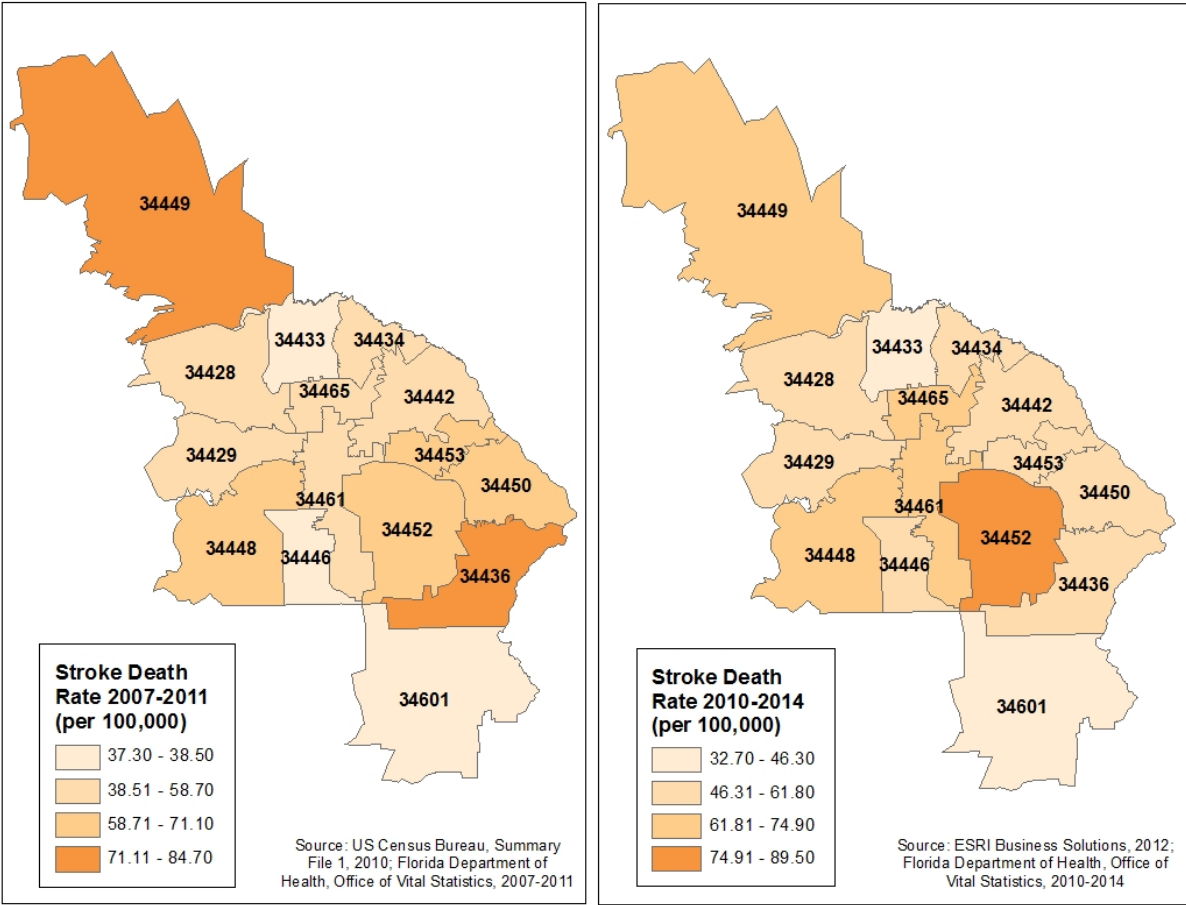 34449
34433
34434
34428
34465
34442
34429
34453
34450
34461
34452
34448
34446
34436
34601
Stroke Death
Rate 2007-2011
(per 100,000)
37.30 - 38.50
38.51 - 58.70
58.71 - 71.10
71.11 - 84.70
Source: US Census Bureau, Summary
File 1, 2010; Florida Department of
Health, Office of Vital Statistics, 2007-2011
34449
34433
34434
34428
34465
34442
34429
34453
34450
34461
34452
34448
34446
34436
34601
Stroke Death
Rate 2010-2014
(per 100,000)
32.70 - 46.30
46.31 - 61.80
61.81 - 74.90
74.91 - 89.50
Source: ESRI Business Solutions, 2012;
Florida Department of Health, Office of
Vital Statistics, 2010-2014